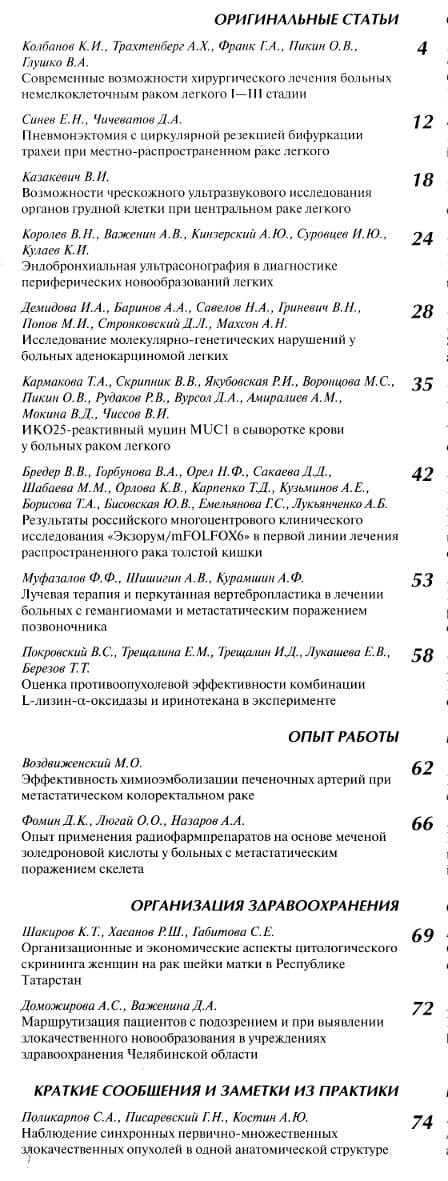 ОРИГИНАЛЬНЫЕ СТАТЬИ
Колбанов К.И., Трахтенберг А.Х., Франк Г.А., Пикин О.В., 4
Глушко В.А.
Современные возможности хирургического лечения больных
немелкоклеточным раком легкого I—III стадии
Синев Е.Н., Чичеватов Д.А. 12
Пневмонэктомия с циркулярной резекцией бифуркации
трахеи при местно-распространенном раке легкого
Казакевич В.И. 18
Возможности чрескожного ультразвукового исследования
органов грудной клетки при центральном раке легкого
Королев В.Н., Важенин А.В., Кинзерский А.Ю., Суровцев И.Ю., 24
Кулаев К.И.
Эндобронхиальная ультрасонография в диагностике
периферических новообразований легких
Демидова И.А., Баринов А.А., Савелов Н.А., Гриневич В.Н., 28
Попов М.И., Строяковский Д.Л., Махсон А.Н.
Исследование молекулярно-генетических нарушений у
больных аденокарциномой легких
Кармакова Т.А., Скрипник В.В., Якубовская Р.И., Воронцова М.С., 35
Пикин О.В., Рудаков Р.В., Вурсол Д.А., Амиралиев А.М.,
Мокина В.Д., Чиссов В.И.
ИКО25-реактивный муцин MUC1 в сыворотке крови
у больных раком легкого
Бредер В.В., Горбунова В.А., Орел Н.Ф., Сакаева Д.Д., 42
Шабаева М.М., Орлова К.В., Карпенко Т.Д., Кузьминов А.Е.,
Борисова Т.А., Бисовская Ю.В., Емельянова Г.С., Лукьянченко А.Б.
Результаты российского многоцентрового клинического
исследования «Экзорум/mFOLFOX6» в первой линии лечения
распространенного рака толстой кишки
Муфазалов Ф.Ф., Шишигин А.В., Курамшин А.Ф. 53
Лучевая терапия и перкутанная вертебропластика в лечении
больных с гемангиомами и метастатическим поражением
позвоночника
Покровский В.С., Трещалина Е.М., Трещалин И.Д., Лукашева Е.В., 58
Березов Т.Т.
Оценка противоопухолевой эффективности комбинации
L-лизин-α-оксидазы и иринотекана в эксперименте
ОПЫТ РАБОТЫ
Воздвиженский М.О. 62
Эффективность химиоэмболизации печеночных артерий при
метастатическом колоректальном раке
Фомин Д.К., Люгай О.О., Назаров А.А. 66
Опыт применения радиофармпрепаратов на основе меченой
золедроновой кислоты у больных с метастатическим
поражением скелета
ОРГАНИЗАЦИЯ ЗДРАВООХРАНЕНИЯ
Шакиров К.Т., Хасанов Р.Ш., Габитова С.Е. 69
Организационные и экономические аспекты цитологического
скрининга женщин на рак шейки матки в Республике
Татарстан
Доможирова А.С., Важенина Д.А. 72
Маршрутизация пациентов с подозрением и при выявлении
злокачественного новообразования в учреждениях
здравоохранения Челябинской области
КРАТКИЕ СООБЩЕНИЯ И ЗАМЕТКИ ИЗ ПРАКТИКИ
Поликарпов С.А., Писаревский Г.Н., Костин А.Ю. 74
Наблюдение синхронных первично-множественных
злокачественных опухолей в одной анатомической структуре